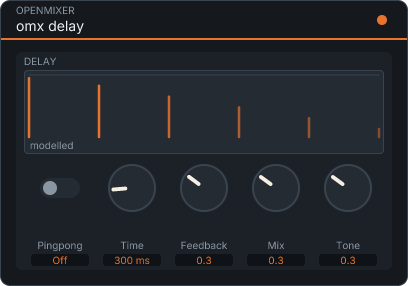 OPENMIXER
omx delay
DELAY
modelled
Pingpong Time Feedback Mix Tone
Off 300 ms 0.3 0.3 0.3